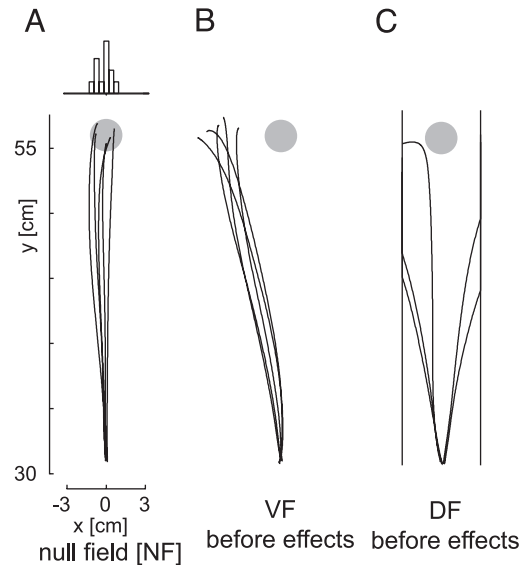 A
B
C
55
y [cm]
30
-3 0 3
x [cm]
null field [NF]
VF
before effects
DF
before effects